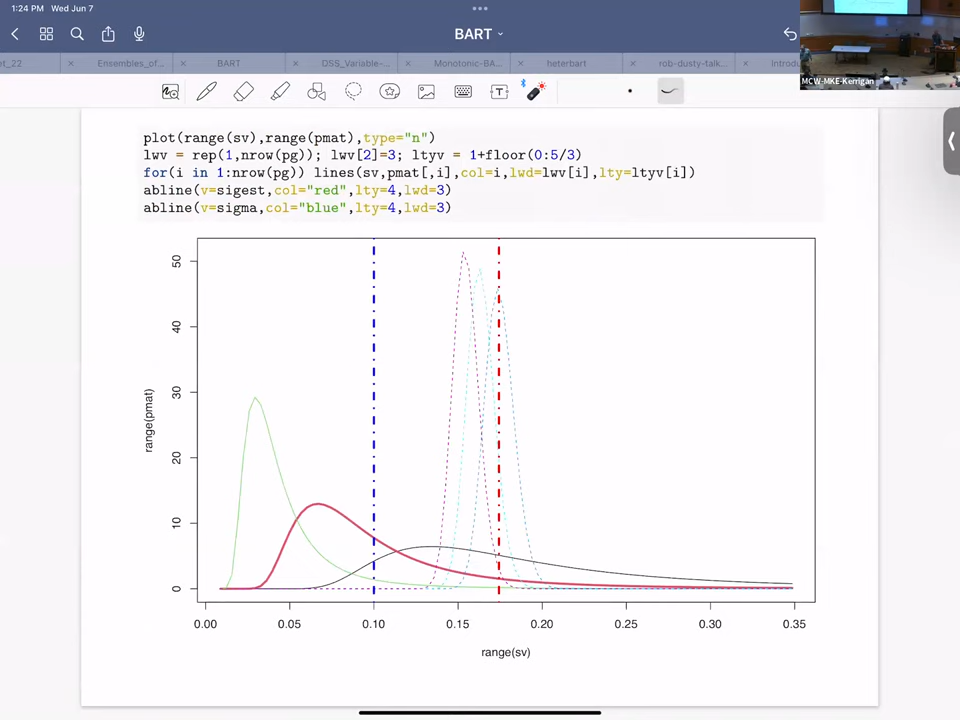 1:24 PM Wed Jun 7
BART
Ensembles_of...
BART
DSS_Variable-...
Monotonic-BA...
heterbart
rob-dusty-talk...
MCW-MKE-Kerrigan
plot(range(sv),range(pmat),type="n")
lwv = rep(1,nrow(pg)); lwv[2]=3; ltyv = 1+floor(0:5/3)
for(i in 1:nrow(pg)) lines(sv,pmat[,i],col=i,lwd=lwv[i],lty=ltyv[i])
abline(v=sigest,col="red",lty=4,lwd=3)
abline(v=sigma,col="blue",lty=4,lwd=3)
50
40
30
20
10
0
range(pmat)
0.00 0.05 0.10 0.15 0.20 0.25 0.30 0.35
range(sv)